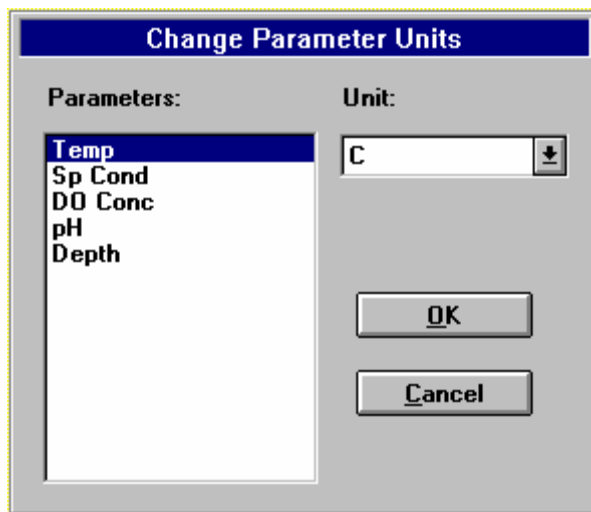 Change Parameter Units
Parameters:
Unit:
Temp
Sp Cond
DO Conc
pH
Depth
C
OK
Cancel